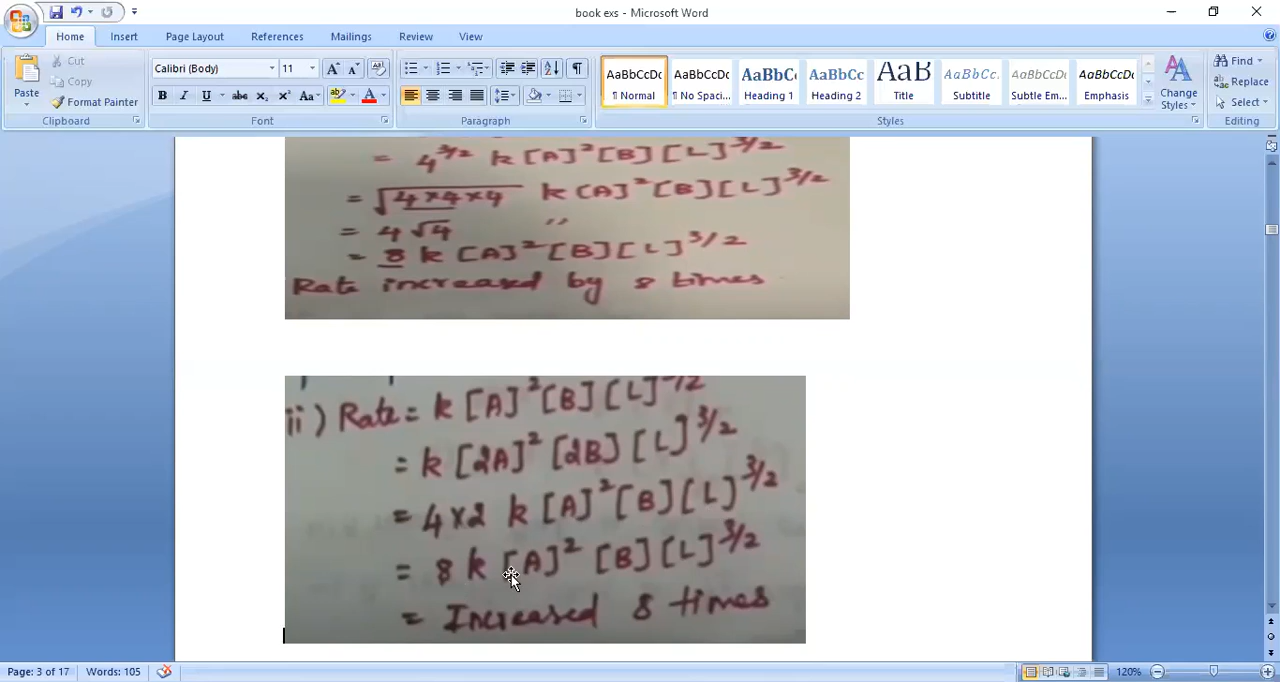 book exs - Microsoft Word
Home Insert Page Layout References Mailings Review View
Paste
Cut
Copy
Format Painter
Clipboard
Calibri (Body) 11
Font
Paragraph
AaBbCcDc AaBbCcDc AaBbC AaBbCc AaB AaBbCc. AaBbCcDc AaBbCcDc
¶ Normal ¶ No Spaci... Heading 1 Heading 2 Title Subtitle Subtle Em... Emphasis
Change Styles
Styles
Find
Replace
Select
Editing
= 4^3/2 k [A]² [B] [L]^3/2
= √4×4×4 k [A]² [B] [L]^3/2
= 4√4 "
= 8 k [A]² [B] [L]^3/2
Rate increased by 8 times
ii) Rate = k [A]² [B] [L]^3/2
= k [2A]² [2B] [L]^3/2
= 4×2 k [A]² [B] [L]^3/2
= 8 k [A]² [B] [L]^3/2
= Increased 8 times
Page: 3 of 17 Words: 105 120%